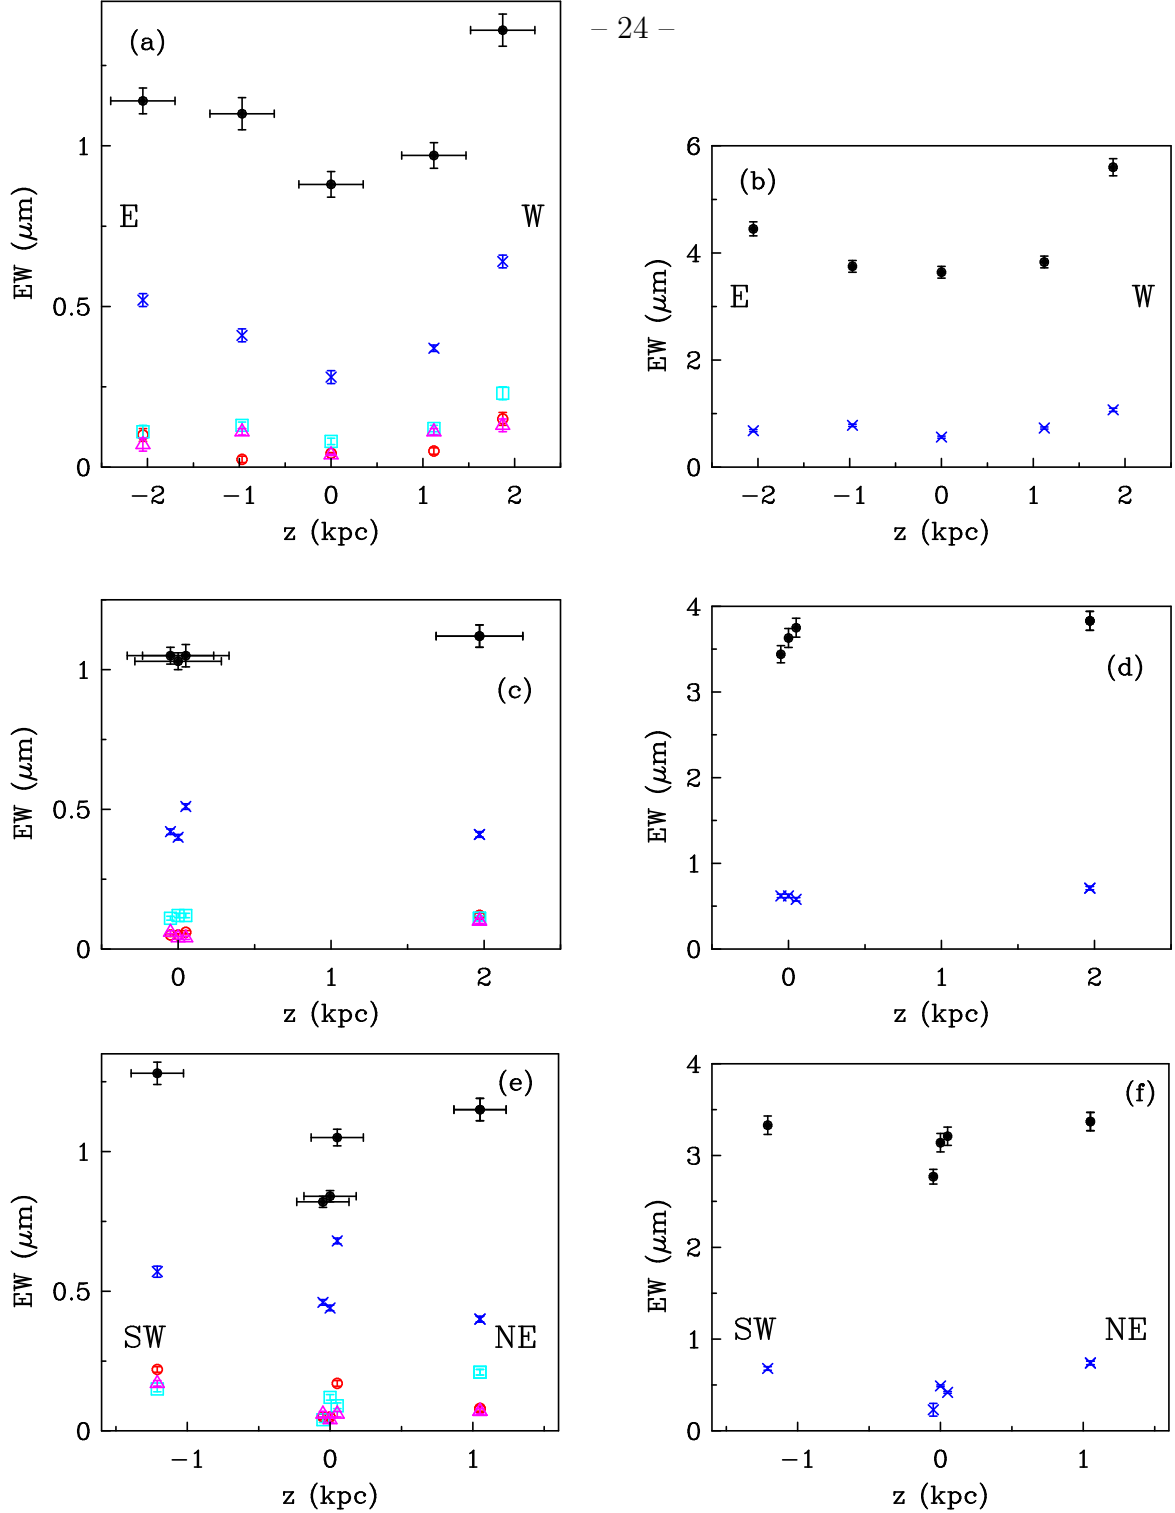 – 24 –
(a)
1
0.5
0
EW (μm)
E
W
−2 −1 0 1 2
z (kpc)
(b)
6
4
2
0
EW (μm)
E
W
−2 −1 0 1 2
z (kpc)
(c)
1
0.5
0
EW (μm)
0 1 2
z (kpc)
(d)
4
3
2
1
0
EW (μm)
0 1 2
z (kpc)
(e)
1
0.5
0
EW (μm)
SW
NE
−1 0 1
z (kpc)
(f)
4
3
2
1
0
EW (μm)
SW
NE
−1 0 1
z (kpc)